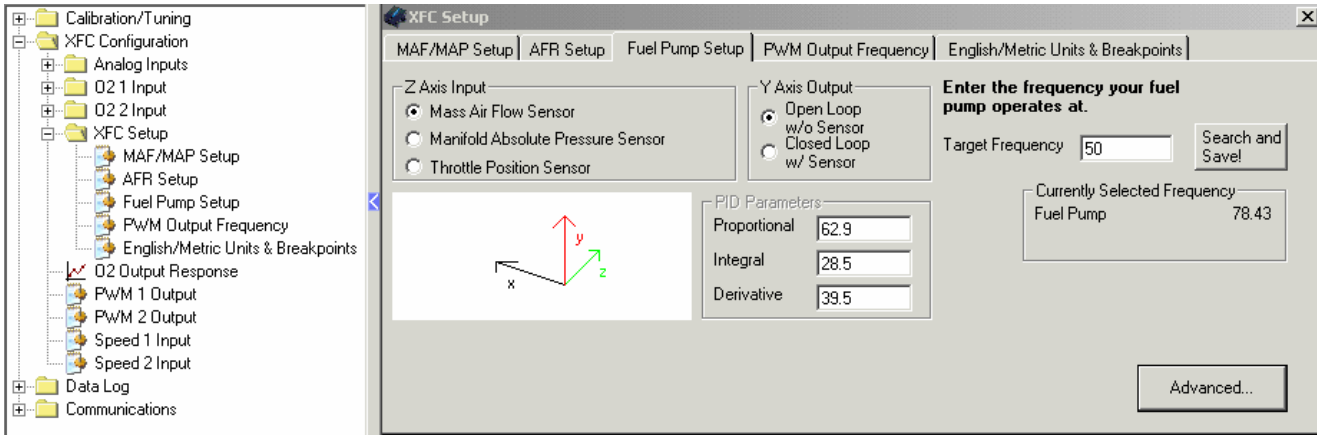 Calibration/Tuning
XFC Configuration
Analog Inputs
O2 1 Input
O2 2 Input
XFC Setup
MAF/MAP Setup
AFR Setup
Fuel Pump Setup
PWM Output Frequency
English/Metric Units & Breakpoints
O2 Output Response
PWM 1 Output
PWM 2 Output
Speed 1 Input
Speed 2 Input
Data Log
Communications
XFC Setup
MAF/MAP Setup AFR Setup Fuel Pump Setup PWM Output Frequency English/Metric Units & Breakpoints
Z Axis Input
Mass Air Flow Sensor
Manifold Absolute Pressure Sensor
Throttle Position Sensor
Y Axis Output
Open Loop
w/o Sensor
Closed Loop
w/ Sensor
Enter the frequency your fuel
pump operates at.
Target Frequency 50
Search and
Save!
Currently Selected Frequency
Fuel Pump 78.43
x
y
z
PID Parameters
Proportional 62.9
Integral 28.5
Derivative 39.5
Advanced...